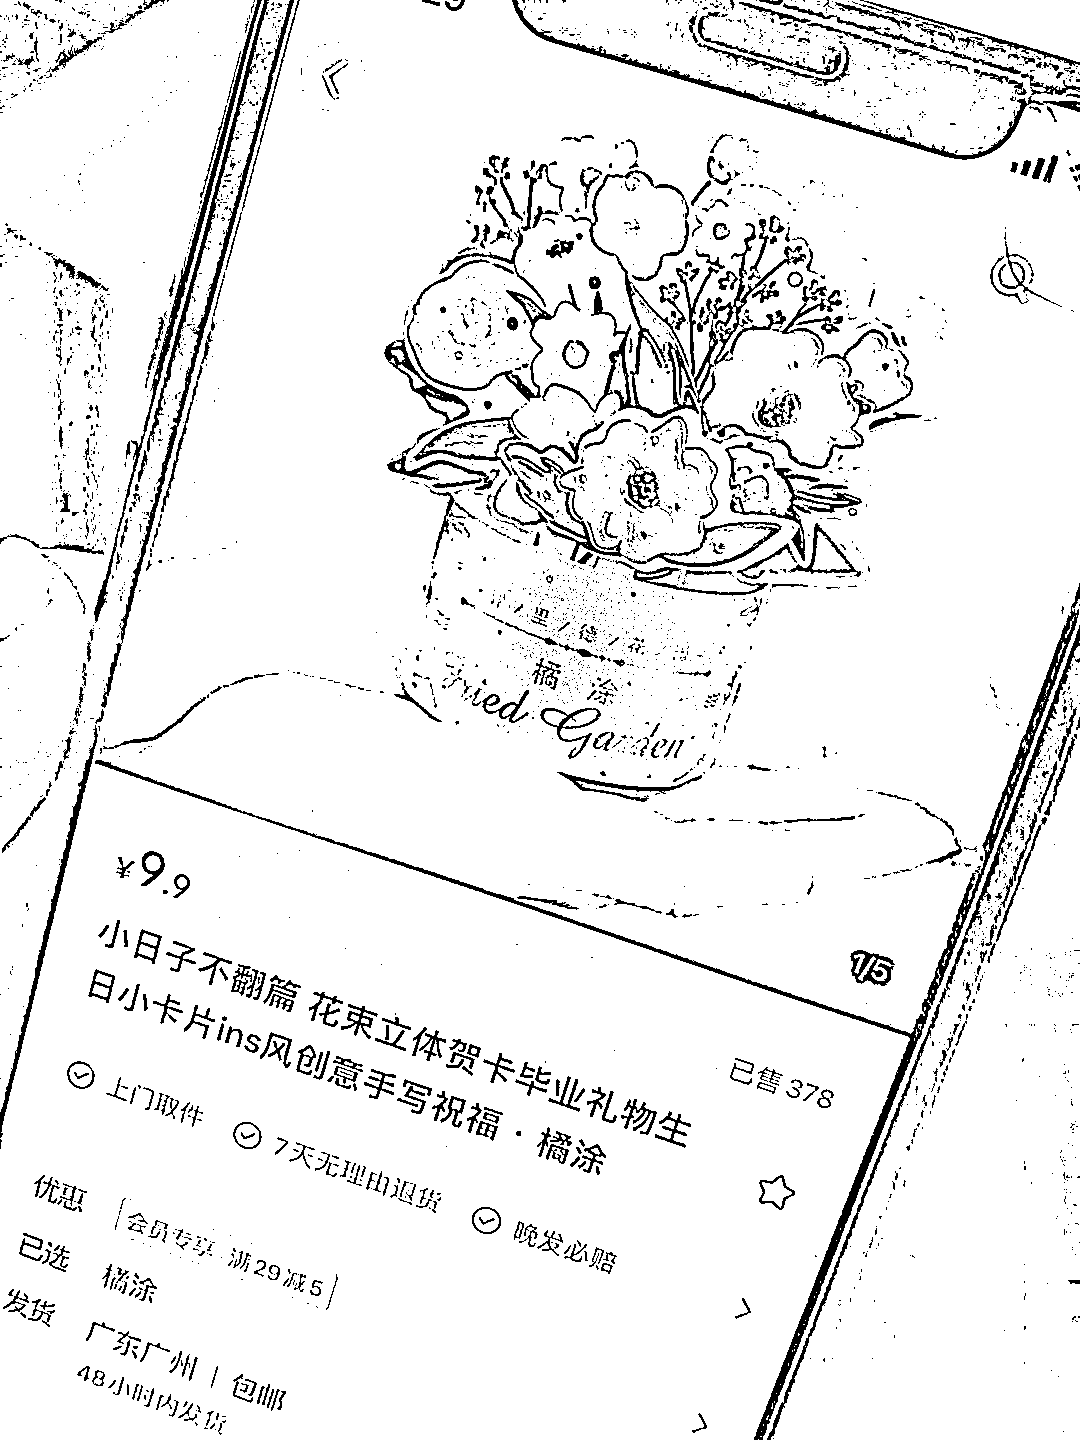 橘 涂
Fried Garden
1/5
¥9.9
小日子不翻篇 花束立体贺卡毕业礼物生
日小卡片ins风创意手写祝福·橘涂
已售378
上门取件 7天无理由退货 晚发必赔
优惠 会员专享 满29减5
已选 橘涂
发货 广东广州 | 包邮
48小时内发货